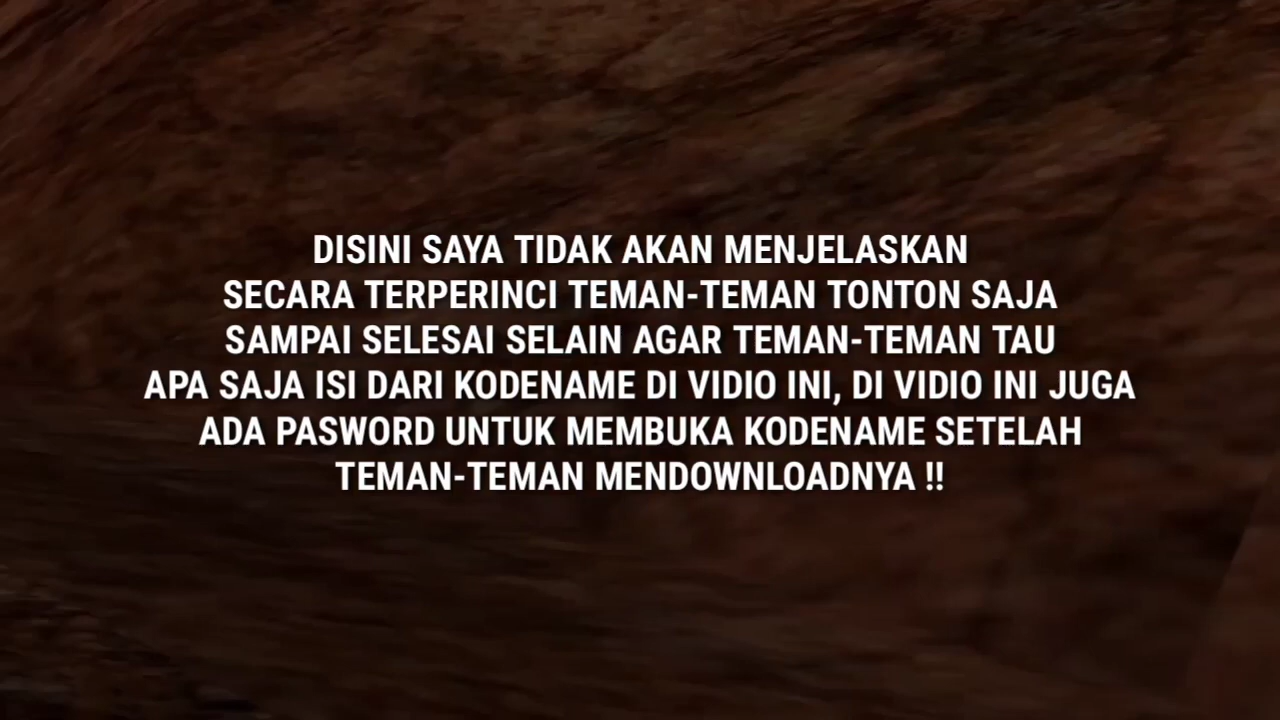 DISINI SAYA TIDAK AKAN MENJELASKAN
SECARA TERPERINCI TEMAN-TEMAN TONTON SAJA
SAMPAI SELESAI SELAIN AGAR TEMAN-TEMAN TAU
APA SAJA ISI DARI KODENAME DI VIDIO INI, DI VIDIO INI JUGA
ADA PASWORD UNTUK MEMBUKA KODENAME SETELAH
TEMAN-TEMAN MENDOWNLOADNYA !!